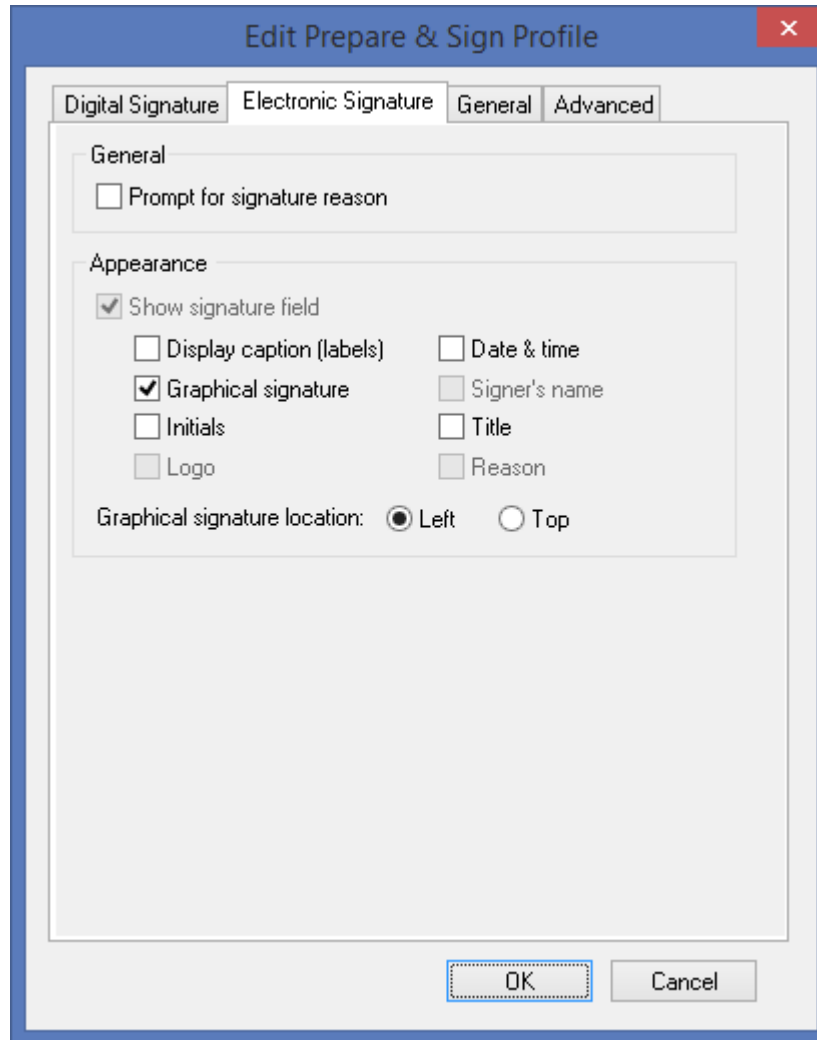 Edit Prepare & Sign Profile
Digital Signature Electronic Signature General Advanced
General
Prompt for signature reason
Appearance
Show signature field
Display caption (labels) Date & time
Graphical signature Signer's name
Initials Title
Logo Reason
Graphical signature location: Left Top
OK Cancel